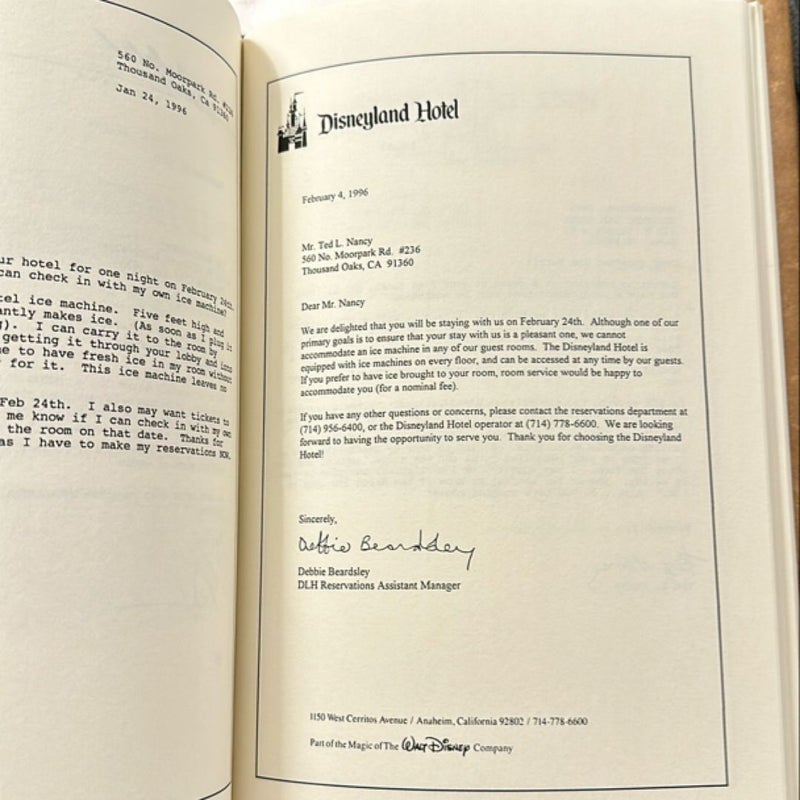 560 No. Moorpark Rd. #236
Thousand Oaks, Ca 91360
Jan 24, 1996
ur hotel for one night on February 24th.
can check in with my own ice machine?
tel ice machine. Five feet high and
antly makes ice. (As soon as I plug it
). I can carry it to the room by
getting it through your lobby and into
e to have fresh ice in my room without
for it. This ice machine leaves no
Feb 24th. I also may want tickets to
me know if I can check in with my own
the room on that date. Thanks for
as I have to make my reservations NOW.
Disneyland Hotel
February 4, 1996
Mr. Ted L. Nancy
560 No. Moorpark Rd. #236
Thousand Oaks, CA 91360
Dear Mr. Nancy
We are delighted that you will be staying with us on February 24th. Although one of our
primary goals is to ensure that your stay with us is a pleasant one, we cannot
accommodate an ice machine in any of our guest rooms. The Disneyland Hotel is
equipped with ice machines on every floor, and can be accessed at any time by our guests.
If you prefer to have ice brought to your room, room service would be happy to
accommodate you (for a nominal fee).
If you have any other questions or concerns, please contact the reservations department at
(714) 956-6400, or the Disneyland Hotel operator at (714) 778-6600. We are looking
forward to having the opportunity to serve you. Thank you for choosing the Disneyland
Hotel!
Sincerely,
Debbie Beardsley
Debbie Beardsley
DLH Reservations Assistant Manager
1150 West Cerritos Avenue / Anaheim, California 92802 / 714-778-6600
Part of the Magic of The Walt Disney Company